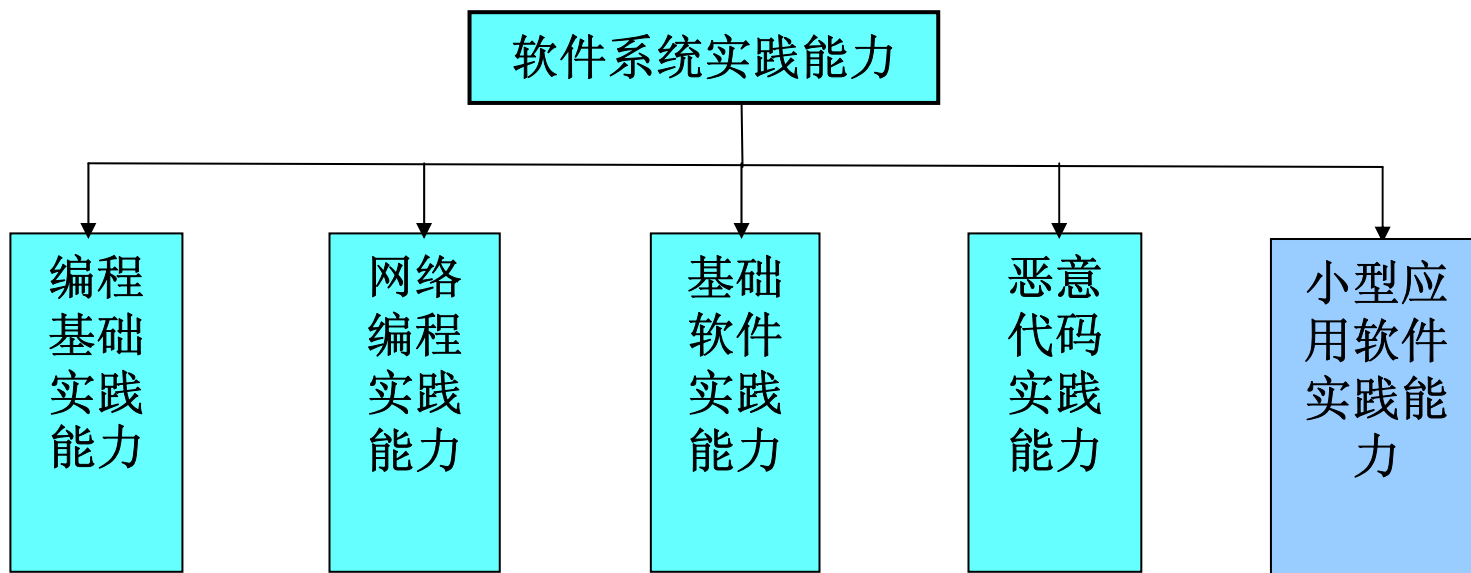 软件系统实践能力
编程
基础
实践
能力
网络
编程
实践
能力
基础
软件
实践
能力
恶意
代码
实践
能力
小型应
用软件
实践能
力